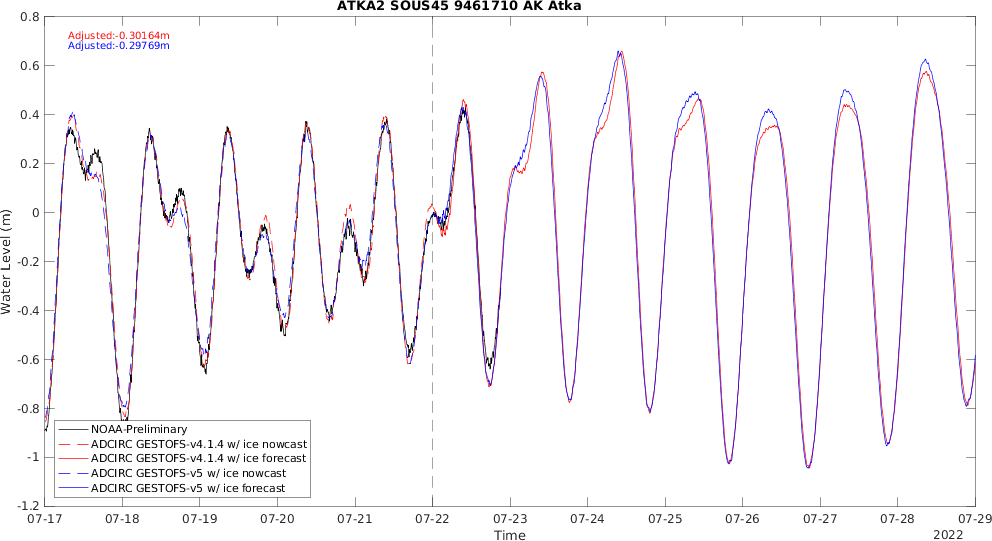 ATKA2 SOUS45 9461710 AK Atka
0.8
Adjusted:-0.30164m
Adjusted:-0.29769m
0.6
0.4
0.2
0
-0.2
-0.4
-0.6
-0.8
-1
-1.2
Water Level (m)
NOAA-Preliminary
ADCIRC GESTOFS-v4.1.4 w/ ice nowcast
ADCIRC GESTOFS-v4.1.4 w/ ice forecast
ADCIRC GESTOFS-v5 w/ ice nowcast
ADCIRC GESTOFS-v5 w/ ice forecast
07-17 07-18 07-19 07-20 07-21 07-22 07-23 07-24 07-25 07-26 07-27 07-28 07-29
Time
2022